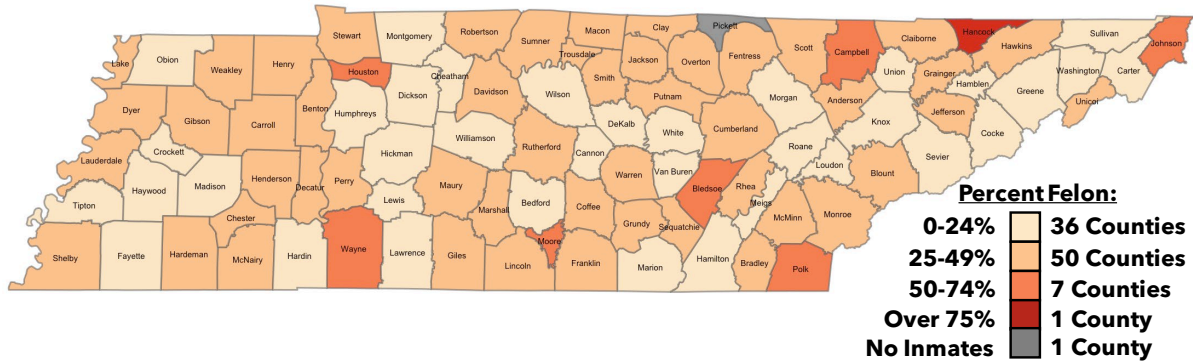 Stewart
Montgomery
Robertson
Sumner
Macon
Trousdale
Clay
Pickett
Scott
Campbell
Claiborne
Hancock
Hawkins
Sullivan
Johnson
Lake
Obion
Weakley
Henry
Houston
Cheatham
Smith
Jackson
Overton
Fentress
Union
Grainger
Hamblen
Washington
Carter
Dyer
Gibson
Carroll
Benton
Humphreys
Dickson
Davidson
Wilson
Putnam
Morgan
Anderson
Jefferson
Greene
Unicoi
Lauderdale
Crockett
Williamson
Rutherford
DeKalb
White
Cumberland
Knox
Cocke
Tipton
Haywood
Madison
Henderson
Decatur
Perry
Hickman
Lewis
Maury
Cannon
Warren
Van Buren
Bledsoe
Rhea
Roane
Loudon
Meigs
Blount
Sevier
Shelby
Fayette
Hardeman
Chester
McNairy
Hardin
Wayne
Lawrence
Giles
Marshall
Bedford
Moore
Lincoln
Coffee
Franklin
Grundy
Sequatchie
Marion
Hamilton
Bradley
McMinn
Monroe
Polk
Percent Felon:
0-24% 36 Counties
25-49% 50 Counties
50-74% 7 Counties
Over 75% 1 County
No Inmates 1 County